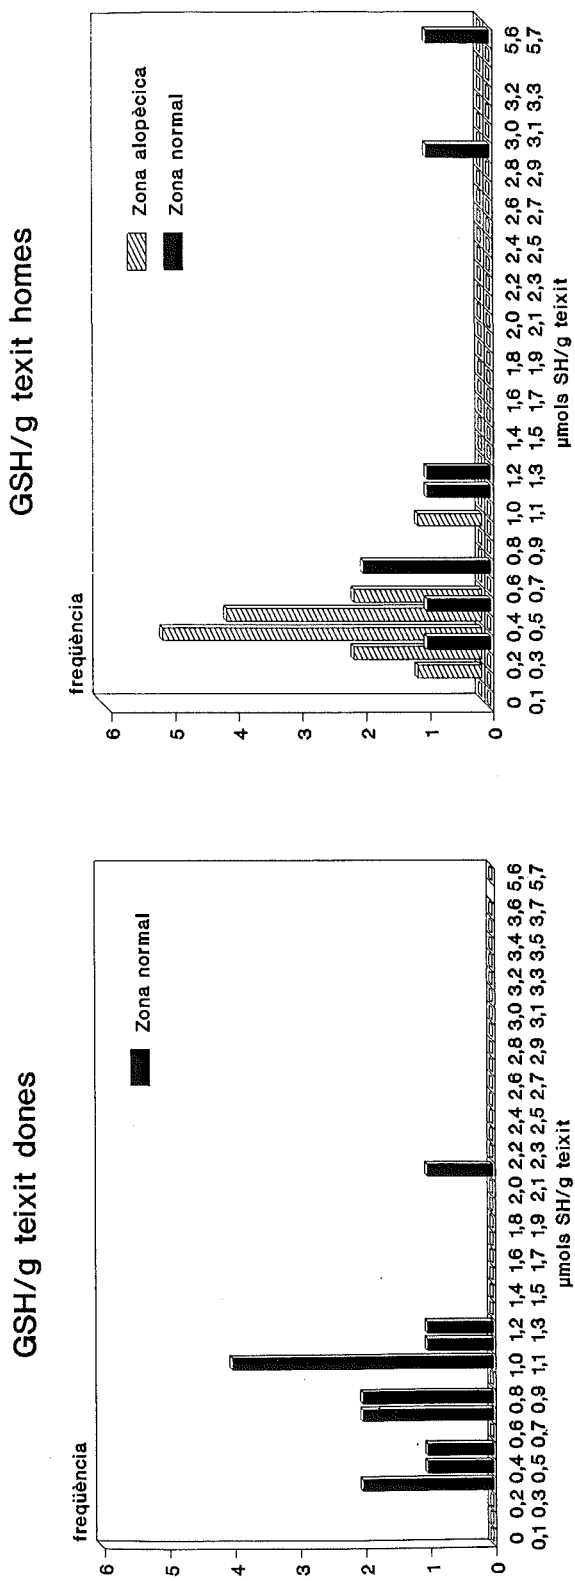 GSH/g teixit dones
freqüència
6
5
4
3
2
1
0
Zona normal
0 0,2 0,4 0,6 0,8 1,0 1,2 1,4 1,6 1,8 2,0 2,2 2,4 2,6 2,8 3,0 3,2 3,4 3,6 5,6
0,1 0,3 0,5 0,7 0,9 1,1 1,3 1,5 1,7 1,9 2,1 2,3 2,5 2,7 2,9 3,1 3,3 3,5 3,7 5,7
µmols SH/g teixit
GSH/g texit homes
freqüència
6
5
4
3
2
1
0
Zona alopècica
Zona normal
0 0,2 0,4 0,6 0,8 1,0 1,2 1,4 1,6 1,8 2,0 2,2 2,4 2,6 2,8 3,0 3,2 5,6
0,1 0,3 0,5 0,7 0,9 1,1 1,3 1,5 1,7 1,9 2,1 2,3 2,5 2,7 2,9 3,1 3,3 5,7
µmols SH/g teixit